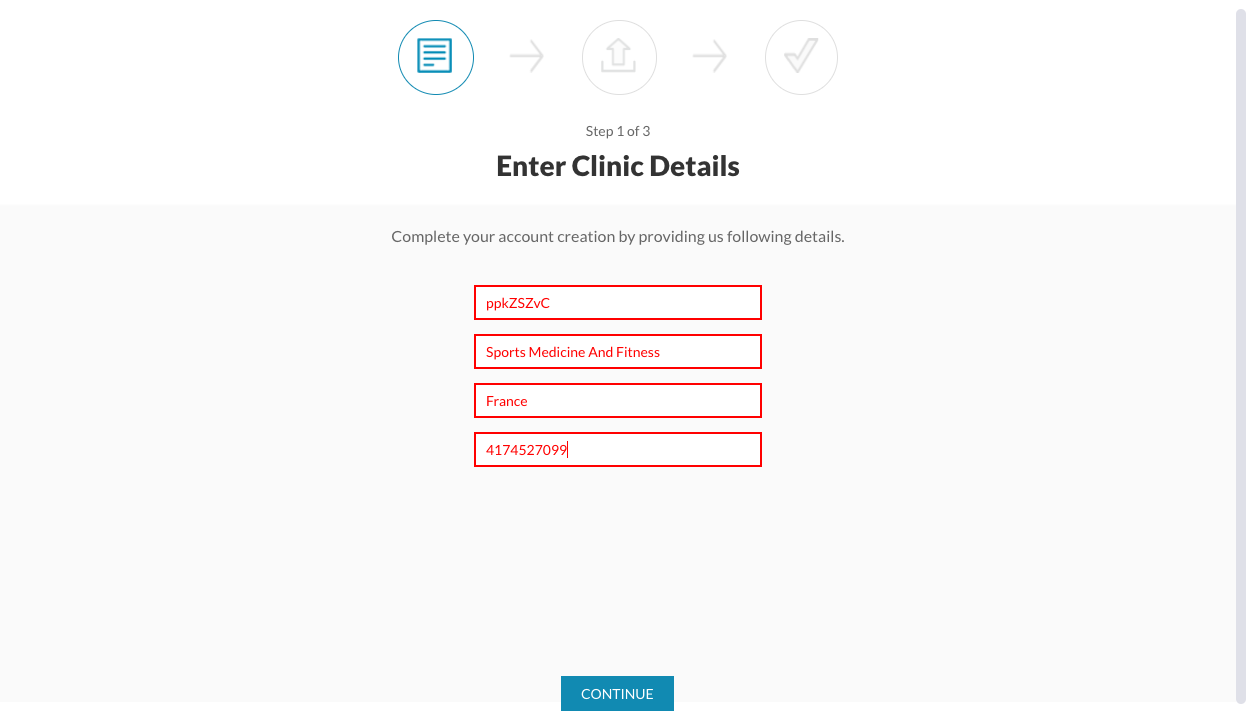 Step 1 of 3
Enter Clinic Details
Complete your account creation by providing us following details.
ppkZSZvC
Sports Medicine And Fitness
France
4174527099
CONTINUE